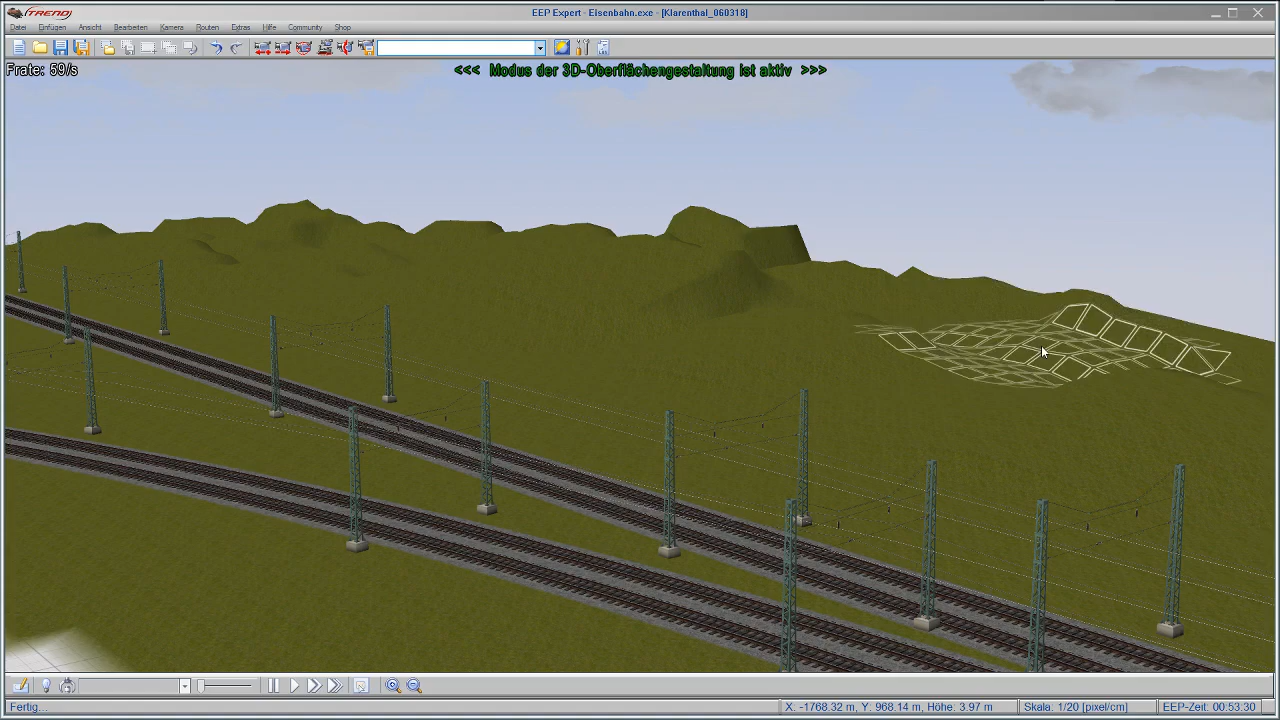 TREND
EEP Expert - Eisenbahn.exe - [Klarenthal_060318]
Datei Einfügen Ansicht Bearbeiten Kamera Routen Extras Hilfe Community Shop
Frate: 59/s
<<< Modus der 3D-Oberflächengestaltung ist aktiv >>>
Fertig...
X: -1768.32 m, Y: 968.14 m, Höhe: 3.97 m
Skala: 1/20 [pixel/cm]
EEP-Zeit: 00:53:30